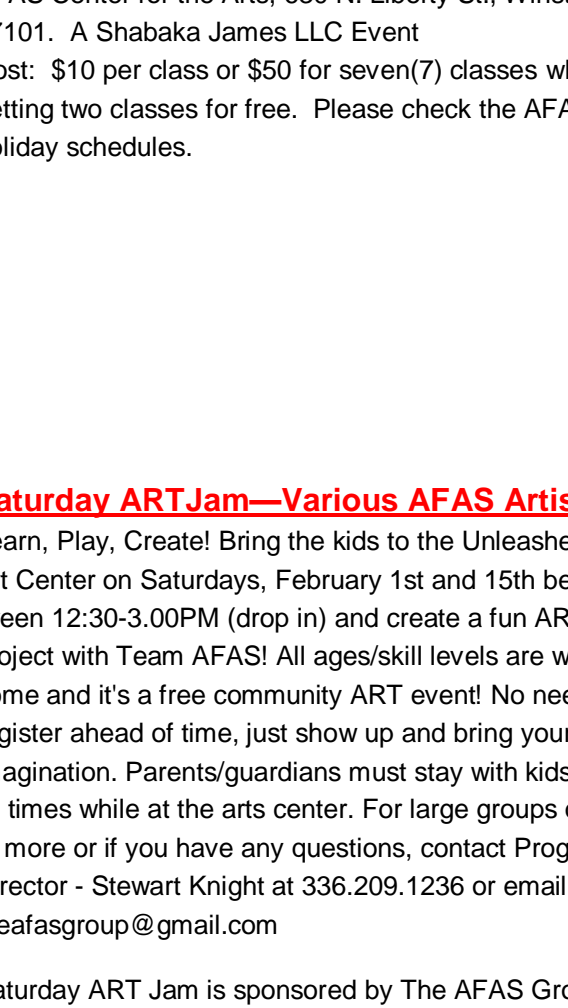 Center for the Arts,
7101.  A Shabaka James LLC Event
ost:  $10 per class or $50 for seven(7) classes
etting two classes for free.  Please check the AFA
oliday schedules.
aturday ARTJam—Various AFAS Artis
earn, Play, Create! Bring the kids to the Unleashe
t Center on Saturdays, February 1st and 15th be
een 12:30-3.00PM (drop in) and create a fun AR
oject with Team AFAS! All ages/skill levels are w
ome and it's a free community ART event! No nee
gister ahead of time, just show up and bring your
agination. Parents/guardians must stay with kids
times while at the arts center. For large groups
more or if you have any questions, contact Prog
rector - Stewart Knight at 336.209.1236 or email
eafasgroup@gmail.com
aturday ART Jam is sponsored by The AFAS Gro